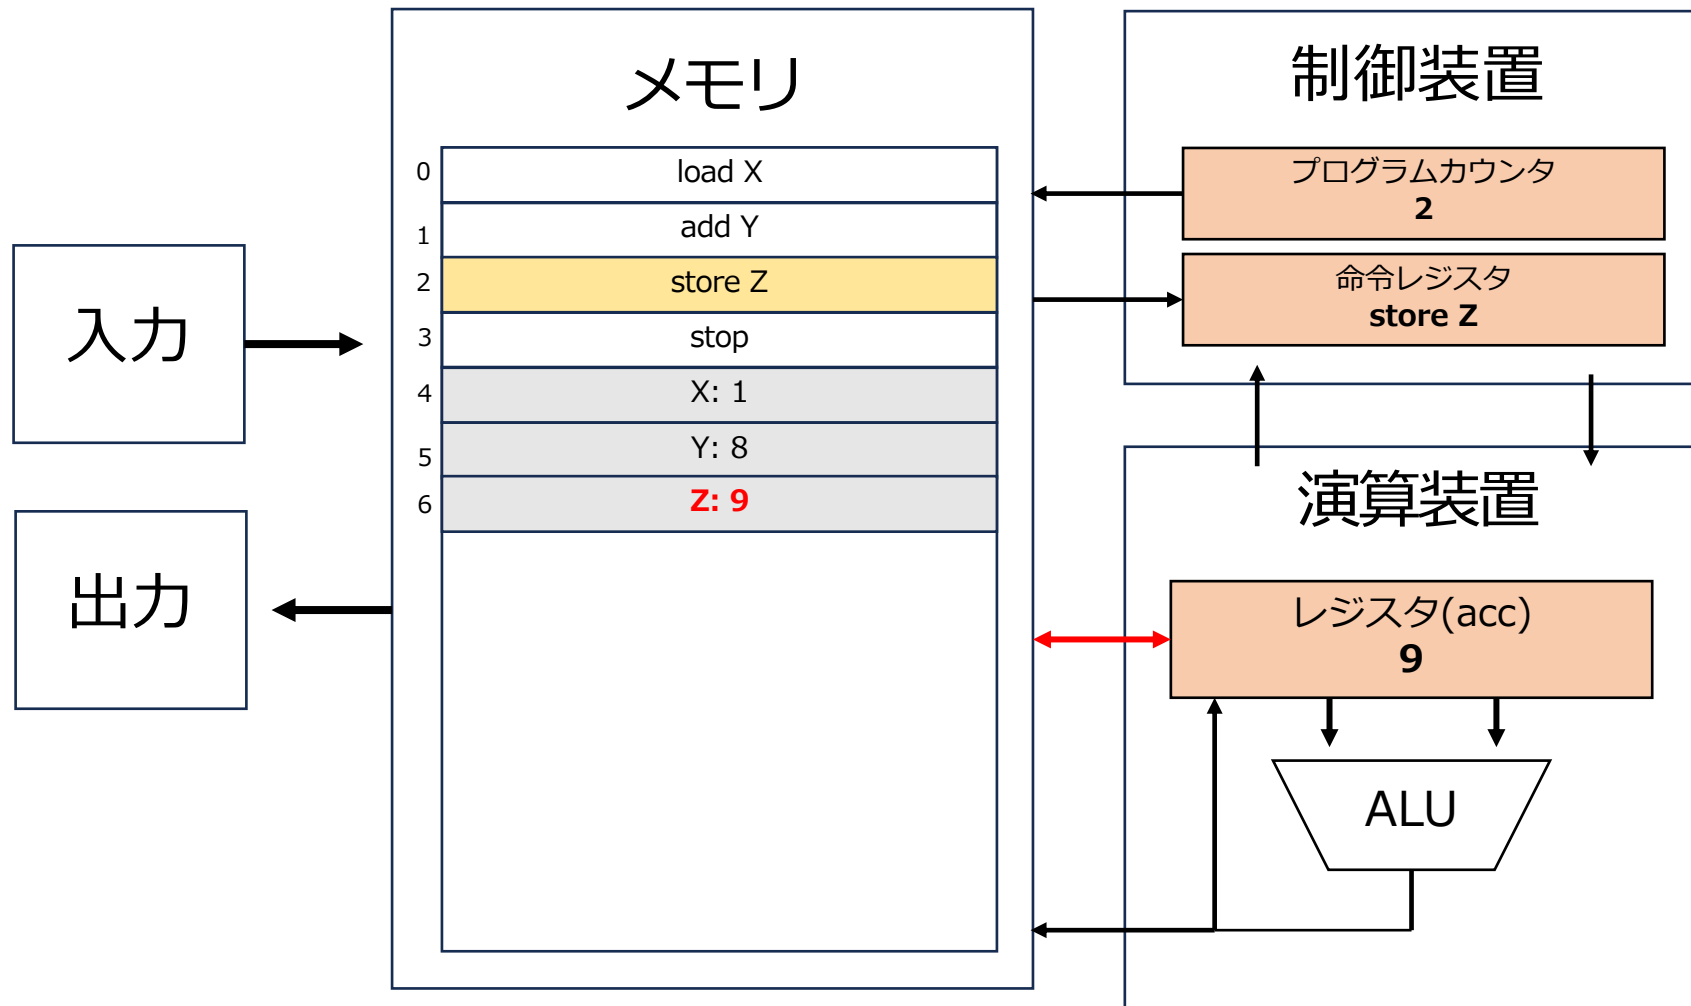 入力
出力
メモリ
0 load X
1 add Y
2 store Z
3 stop
4 X: 1
5 Y: 8
6 Z: 9
制御装置
プログラムカウンタ
2
命令レジスタ
store Z
演算装置
レジスタ(acc)
9
ALU